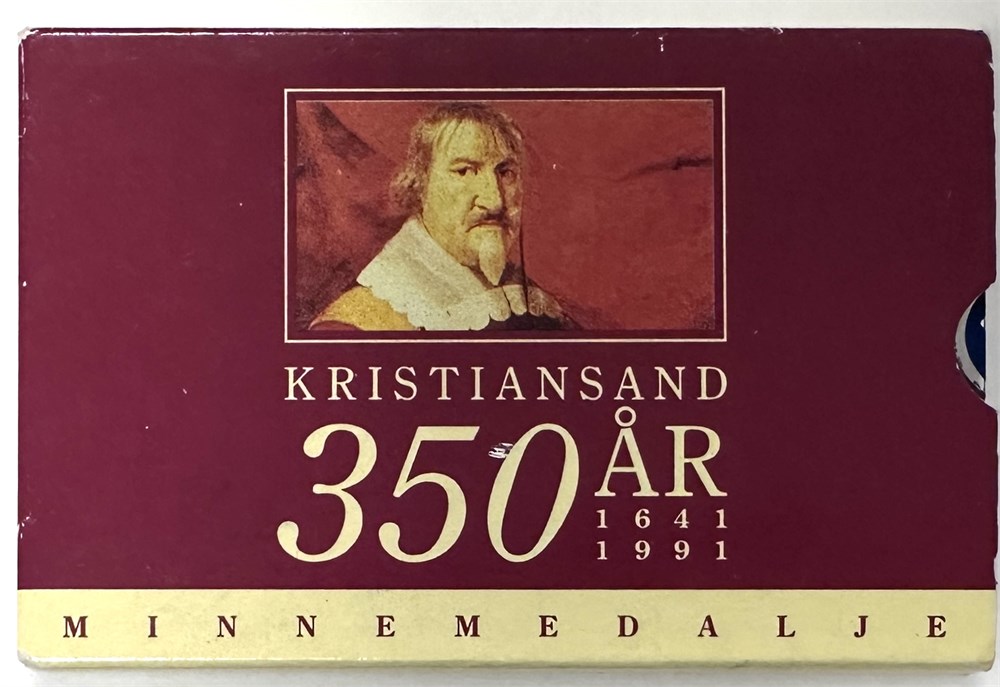 KRISTIANSAND
350 ÅR
1641
1991
MINNEMEDALJE